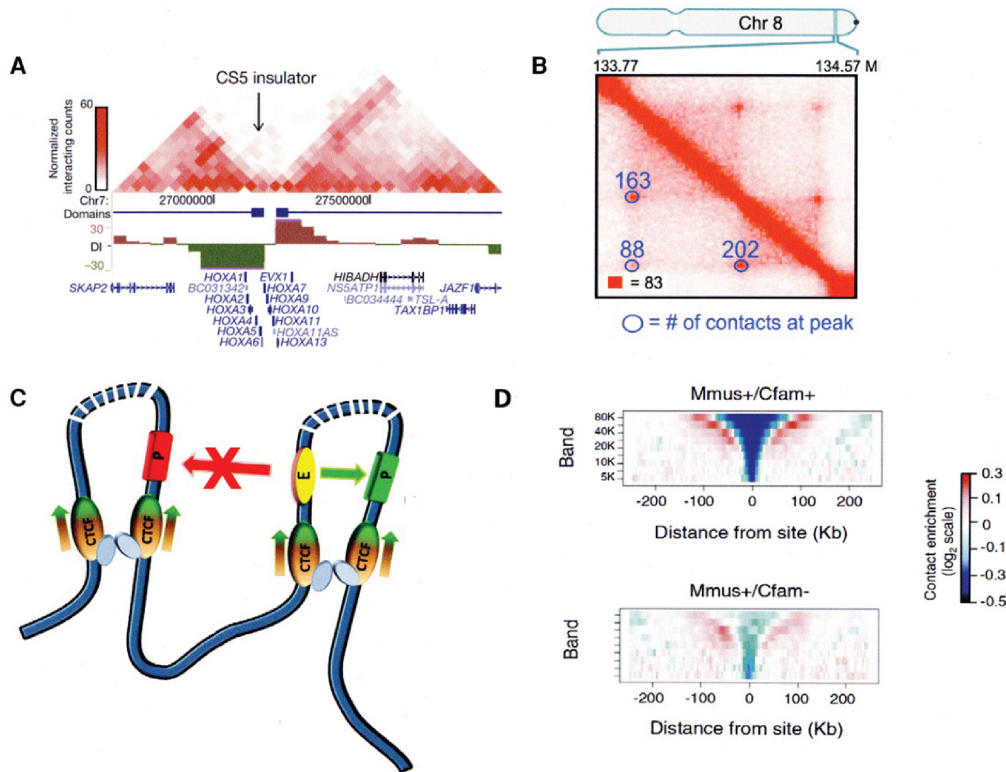 A
CS5 insulator
Normalized
interacting counts
60
0
Chr7:
27000000|
27500000|
Domains
30
DI
-30
SKAP2
HOXA1
BC031342
HOXA2
HOXA3
HOXA4
HOXA5
HOXA6
EVX1
HOXA7
HOXA9
HOXA10
HOXA11
HOXA11AS
HOXA13
HIBADH
NS5ATP1
BC034444
TSL-A
TAX1BP1
JAZF1
B
Chr 8
133.77
134.57 M
163
88
202
= 83
= # of contacts at peak
C
P
X
E
P
CTCF
CTCF
CTCF
CTCF
D
Mmus+/Cfam+
Band
80K
40K
20K
10K
5K
-200 -100 0 100 200
Distance from site (Kb)
Mmus+/Cfam-
Band
-200 -100 0 100 200
Distance from site (Kb)
Contact enrichment
(log2 scale)
0.3
0.1
-0.1
-0.3
-0.5